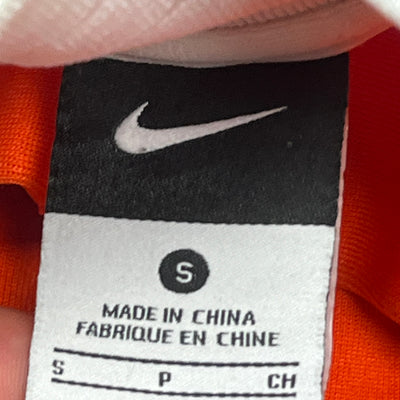 S
MADE IN CHINA
FABRIQUE EN CHINE
S P CH